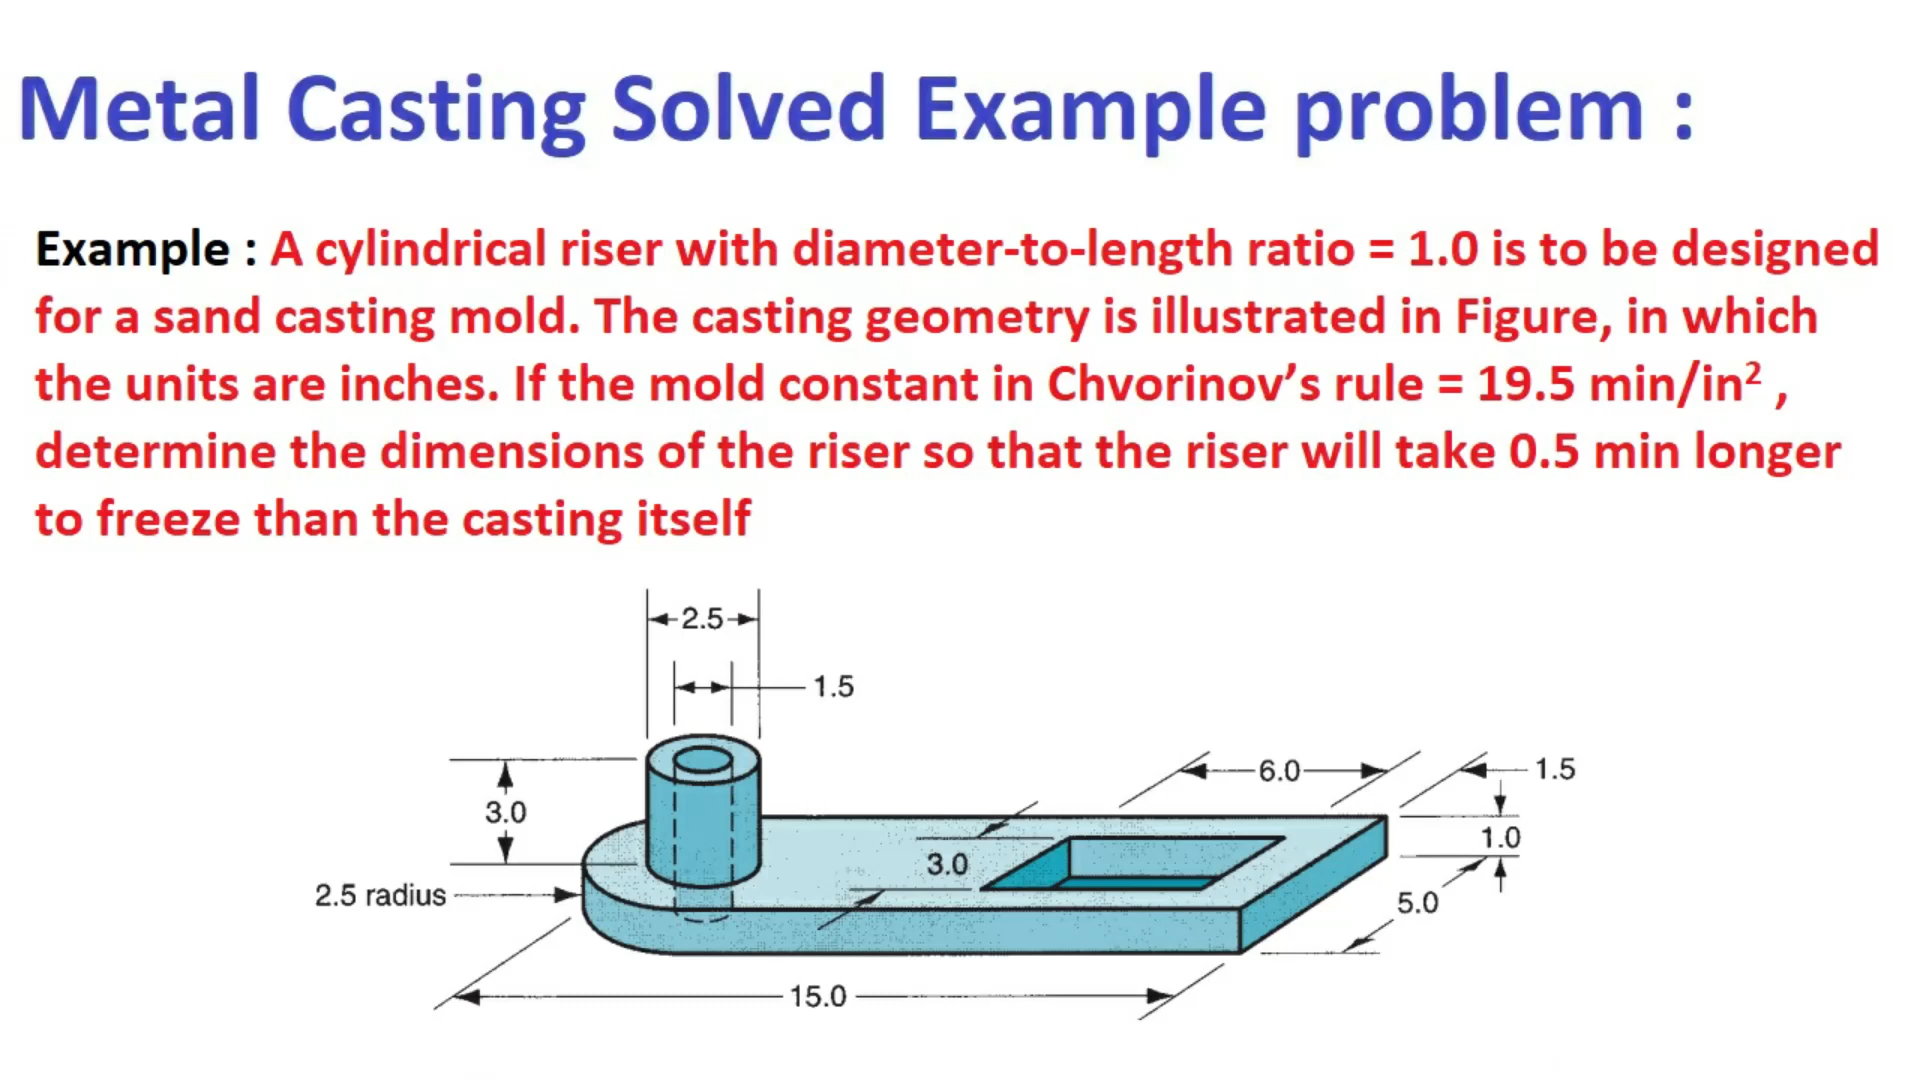 Metal Casting Solved Example problem :
Example : A cylindrical riser with diameter-to-length ratio = 1.0 is to be designed
for a sand casting mold. The casting geometry is illustrated in Figure, in which
the units are inches. If the mold constant in Chvorinov’s rule = 19.5 min/in² ,
determine the dimensions of the riser so that the riser will take 0.5 min longer
to freeze than the casting itself
2.5
1.5
6.0
1.5
3.0
1.0
3.0
2.5 radius
5.0
15.0